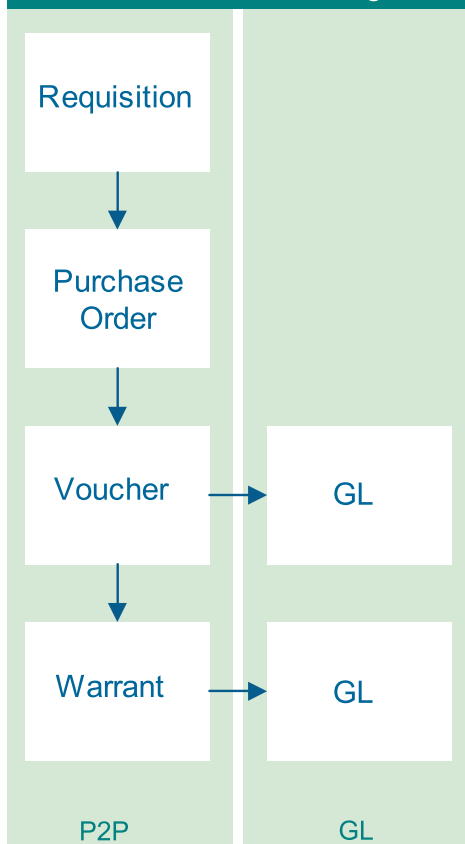 Requisition
Purchase
Order
Voucher
GL
Warrant
GL
P2P
GL